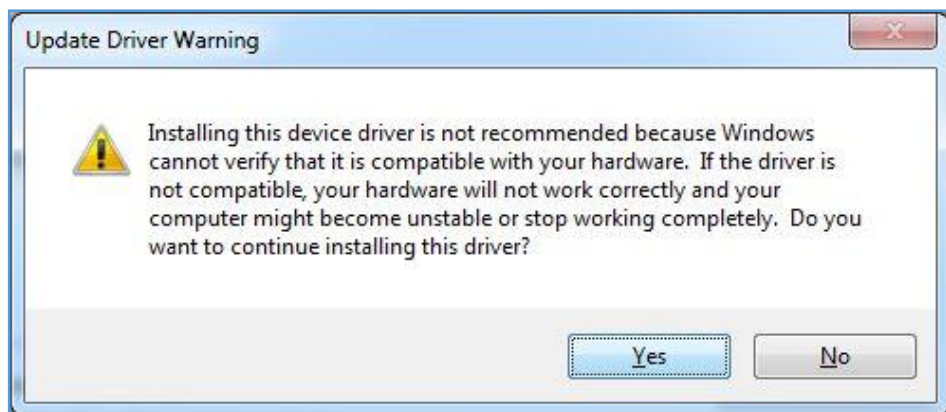 Update Driver Warning
Installing this device driver is not recommended because Windows
cannot verify that it is compatible with your hardware.  If the driver is
not compatible, your hardware will not work correctly and your
computer might become unstable or stop working completely.  Do you
want to continue installing this driver?
Yes No